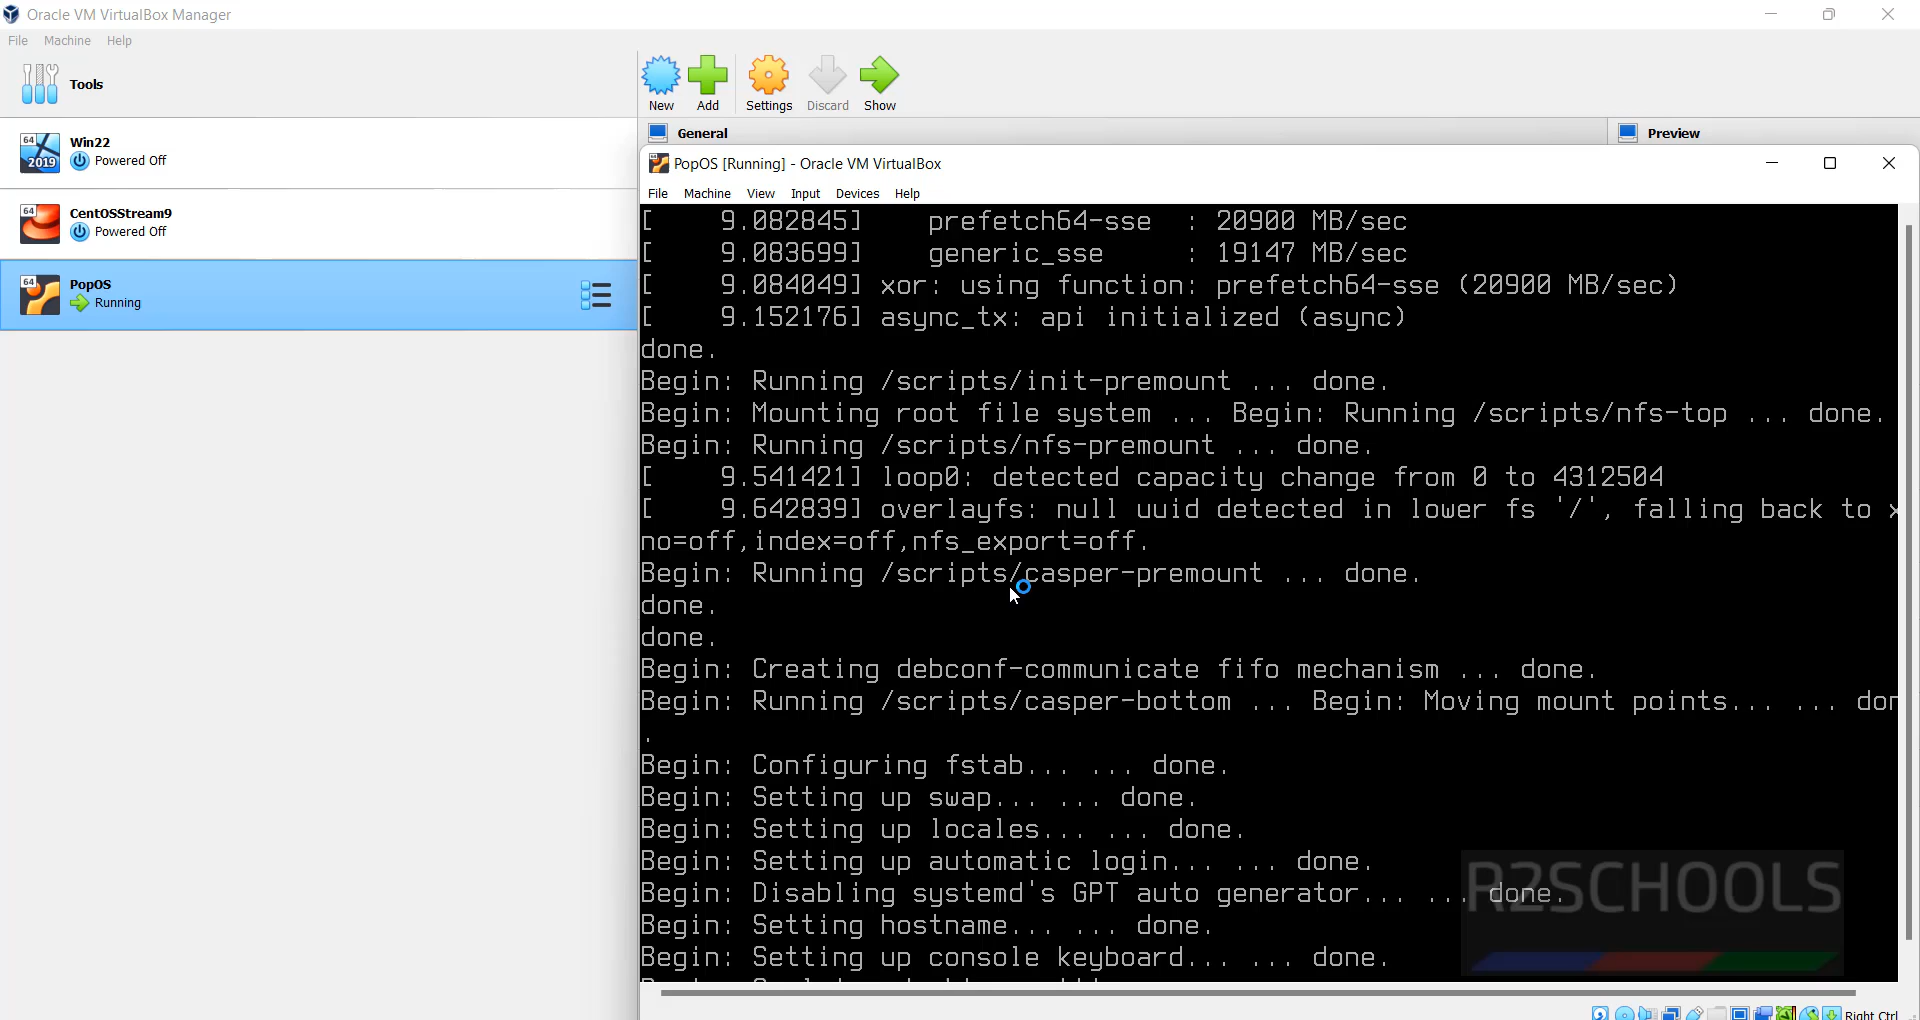 Oracle VM VirtualBox Manager
File Machine Help
Tools
New Add Settings Discard Show
64 2019 Win22
Powered Off
64 CentOSStream9
Powered Off
64 PopOS
Running
General
Preview
PopOS [Running] - Oracle VM VirtualBox
File Machine View Input Devices Help
[    9.082845]    prefetch64-sse  : 20900 MB/sec
[    9.083699]    generic_sse     : 19147 MB/sec
[    9.084049] xor: using function: prefetch64-sse (20900 MB/sec)
[    9.152176] async_tx: api initialized (async)
done.
Begin: Running /scripts/init-premount ... done.
Begin: Mounting root file system ... Begin: Running /scripts/nfs-top ... done.
Begin: Running /scripts/nfs-premount ... done.
[    9.541421] loop0: detected capacity change from 0 to 4312504
[    9.642839] overlayfs: null uuid detected in lower fs '/', falling back to x
no=off,index=off,nfs_export=off.
Begin: Running /scripts/casper-premount ... done.
done.
done.
Begin: Creating debconf-communicate fifo mechanism ... done.
Begin: Running /scripts/casper-bottom ... Begin: Moving mount points... ... don
.
Begin: Configuring fstab... ... done.
Begin: Setting up swap... ... done.
Begin: Setting up locales... ... done.
Begin: Setting up automatic login... ... done.
Begin: Disabling systemd's GPT auto generator... ... done.
Begin: Setting hostname... ... done.
Begin: Setting up console keyboard... ... done.
R2SCHOOLS
Right Ctrl